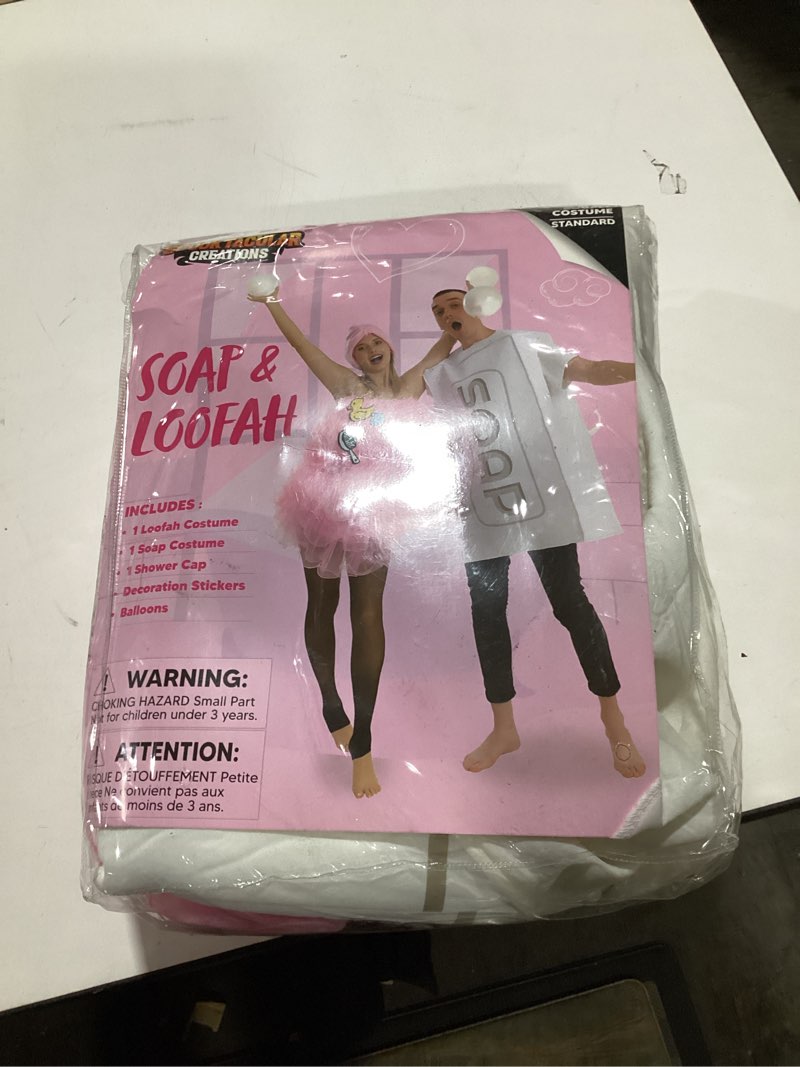 CREATIONS
COSTUME
STANDARD
SOAP &
LOOFAH
SOAP
INCLUDES :
• 1 Loofah Costume
• 1 Soap Costume
• 1 Shower Cap
• Decoration Stickers
• Balloons
! WARNING:
CHOKING HAZARD Small Part
Not for children under 3 years.
! ATTENTION:
RISQUE D'ÉTOUFFEMENT Petite
Ne convient pas aux
de moins de 3 ans.